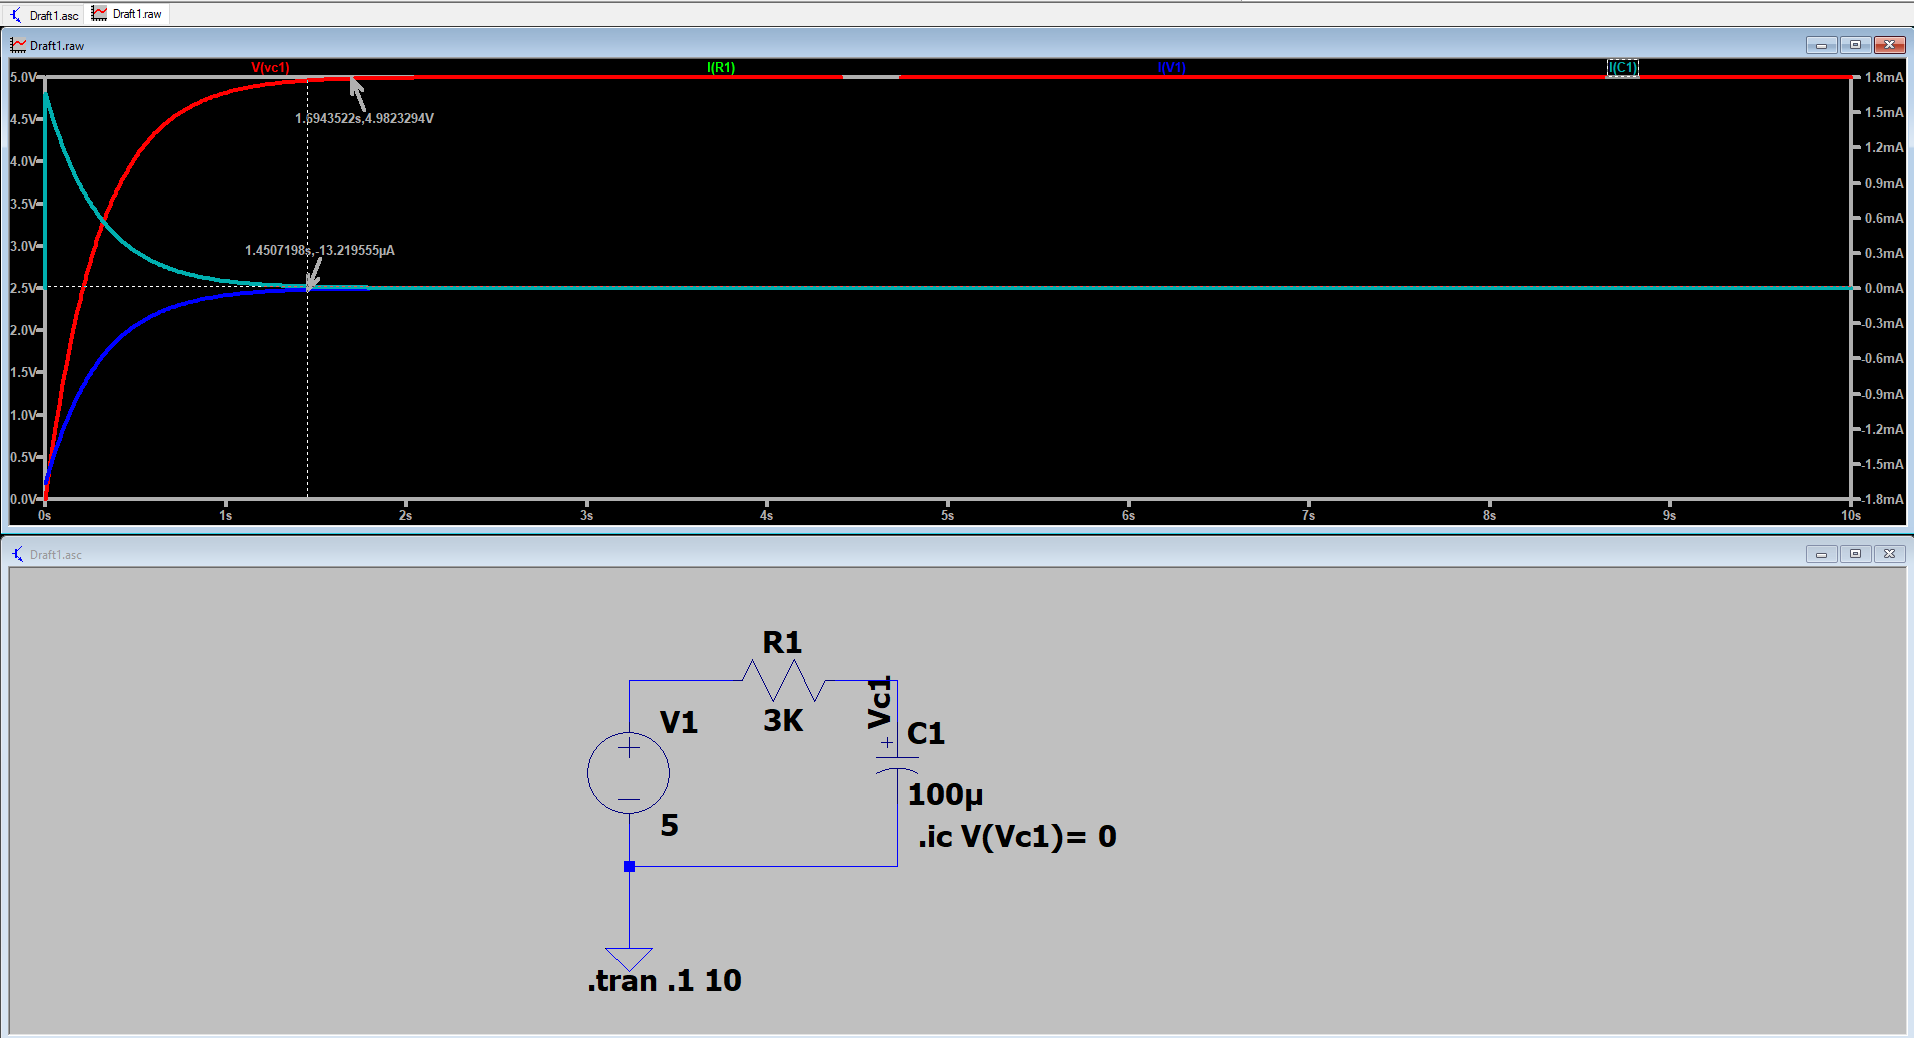 Draft1.asc Draft1.raw
Draft1.raw
V(vc1) I(R1) I(V1) I(C1)
5.0V 1.8mA
4.5V 1.5mA
4.0V 1.2mA
3.5V 0.9mA
3.0V 0.6mA
2.5V 0.3mA
2.0V 0.0mA
1.5V -0.3mA
1.0V -0.6mA
0.5V -0.9mA
0.0V -1.2mA
-1.5mA
-1.8mA
1.6943522s,4.9823294V
1.4507198s,-13.219555µA
0s 1s 2s 3s 4s 5s 6s 7s 8s 9s 10s
Draft1.asc
R1
3K
V1
5
Vc1
+ C1
100µ
.ic V(Vc1)= 0
.tran .1 10